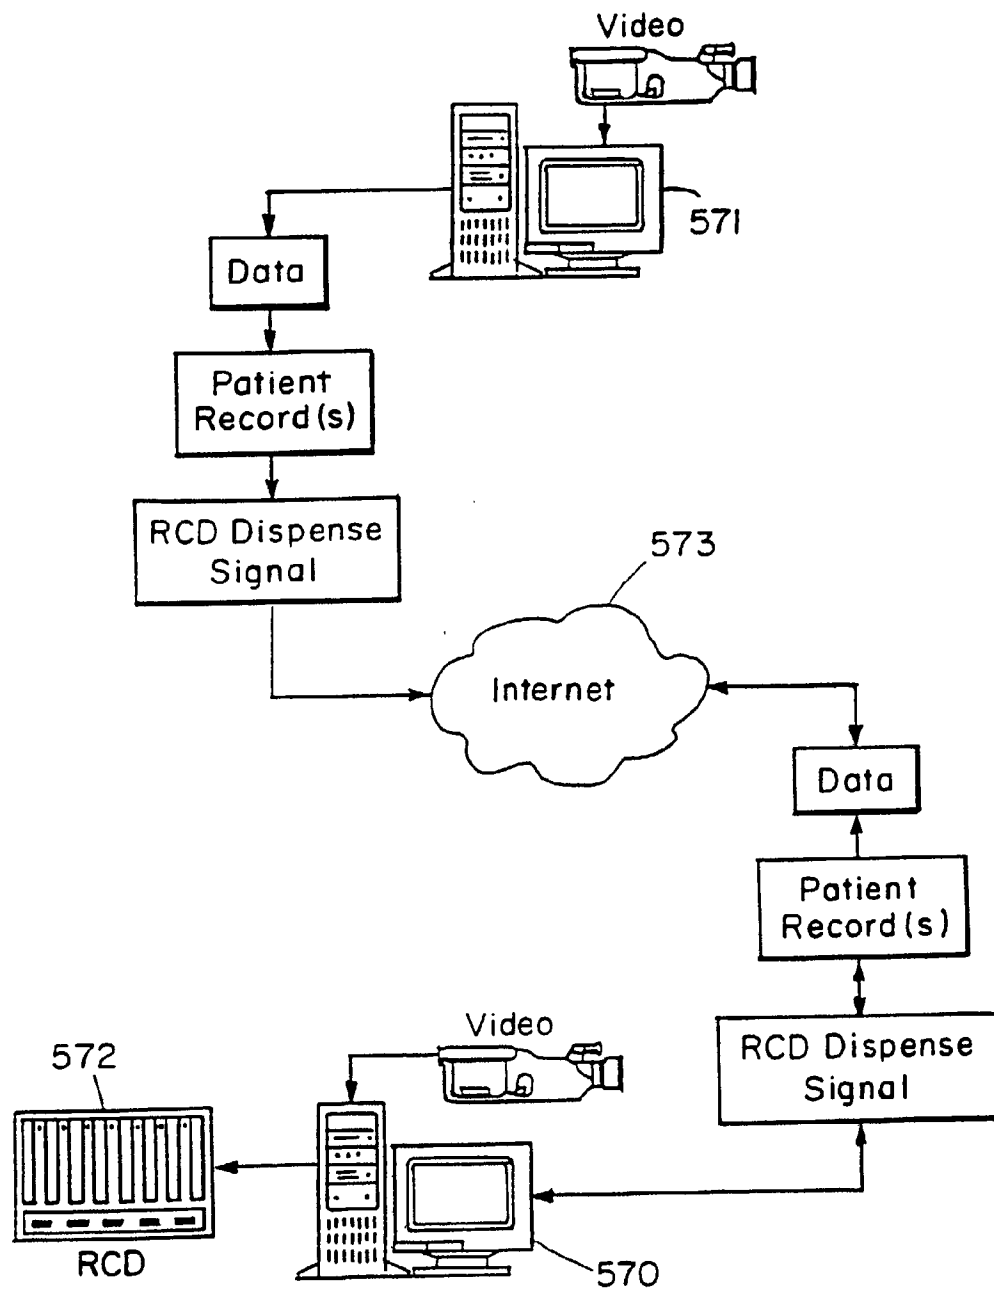 Video
571
Data
Patient
Record(s)
RCD Dispense
Signal
573
Internet
Data
Patient
Record(s)
Video
RCD Dispense
Signal
572
RCD
570